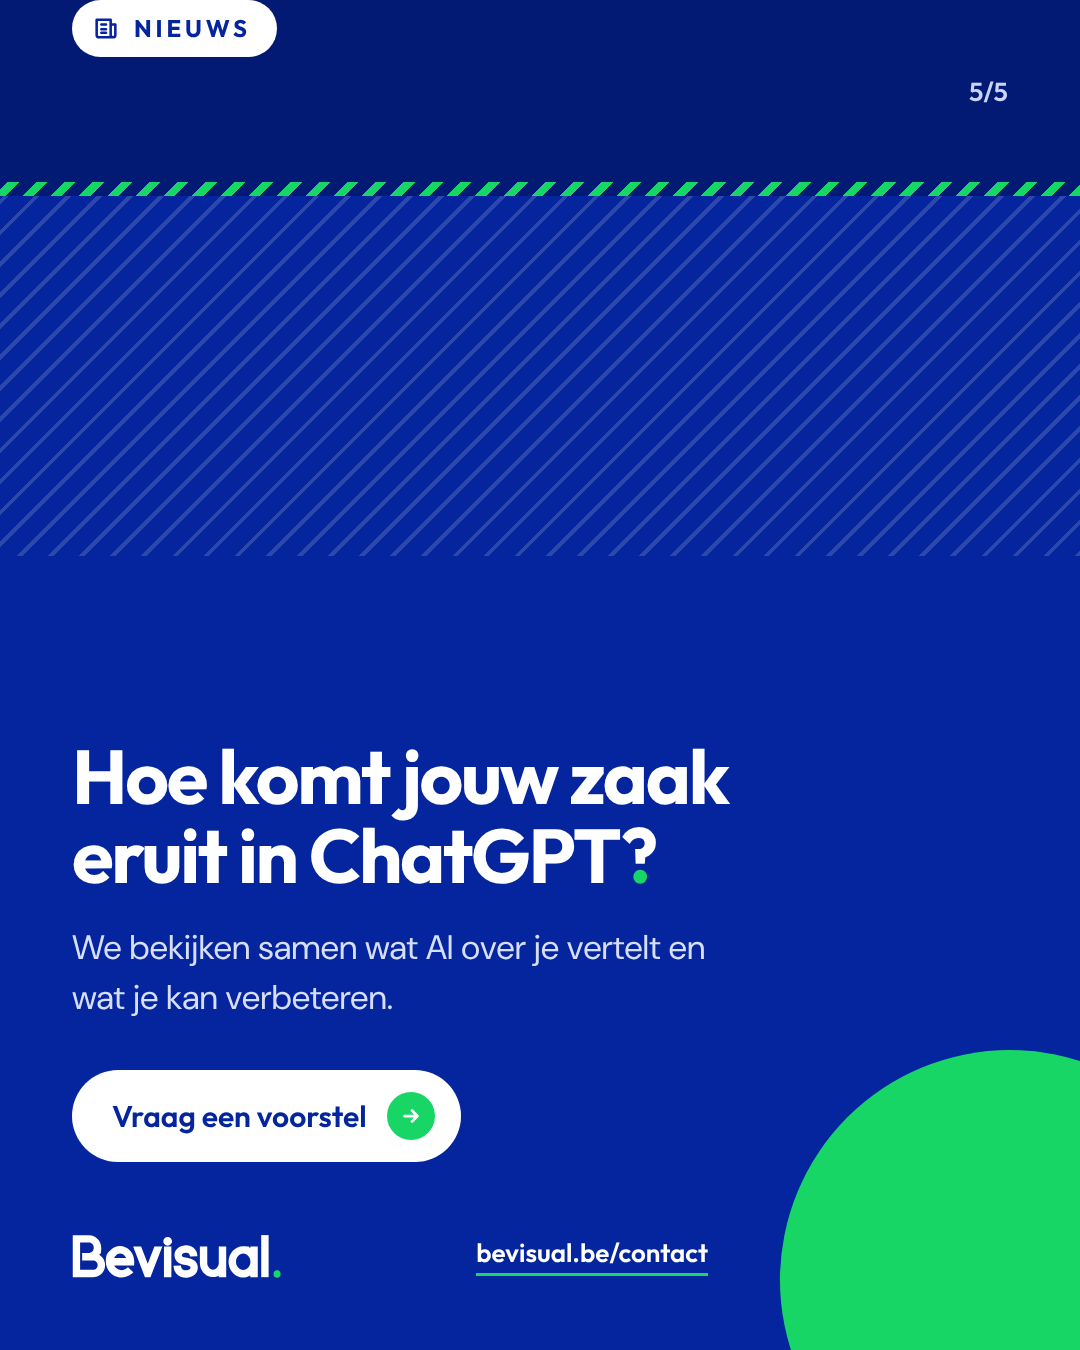 NIEUWS
5/5
Hoe komt jouw zaak
eruit in ChatGPT?
We bekijken samen wat AI over je vertelt en
wat je kan verbeteren.
Vraag een voorstel
Bevisual.
bevisual.be/contact